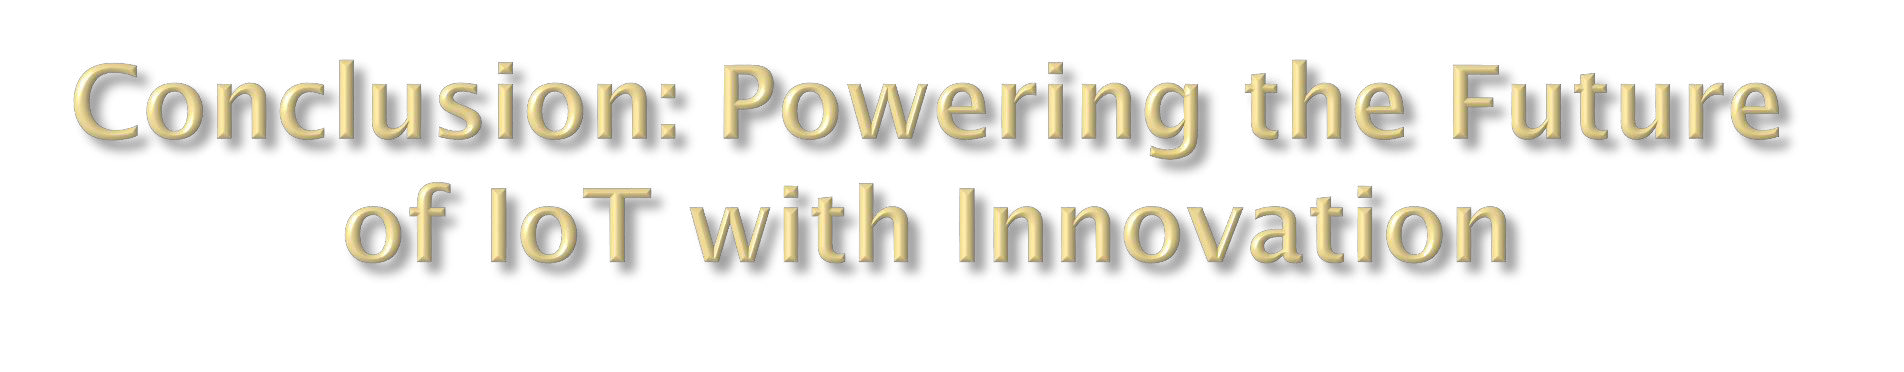 Conclusion: Powering the Future
of IoT with Innovation